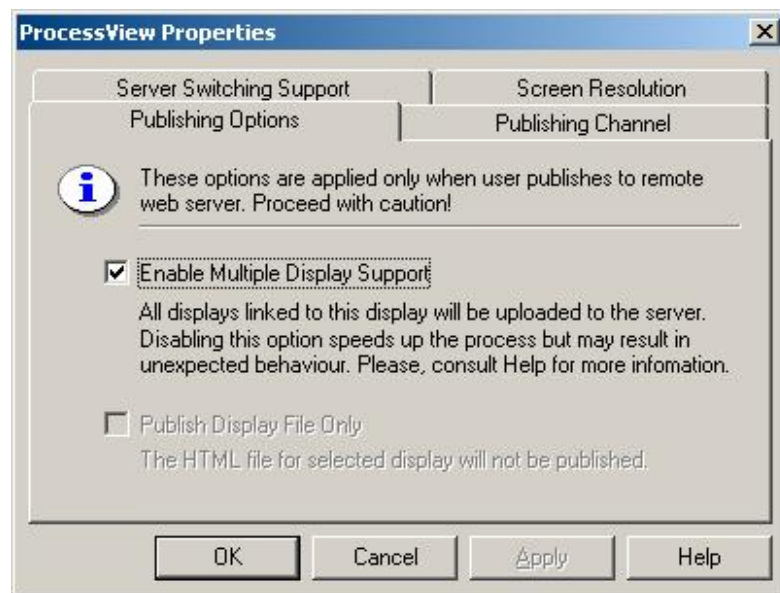 ProcessView Properties
Server Switching Support
Screen Resolution
Publishing Options
Publishing Channel
These options are applied only when user publishes to remote
web server. Proceed with caution!
Enable Multiple Display Support
All displays linked to this display will be uploaded to the server.
Disabling this option speeds up the process but may result in
unexpected behaviour. Please, consult Help for more infomation.
Publish Display File Only
The HTML file for selected display will not be published.
OK
Cancel
Apply
Help